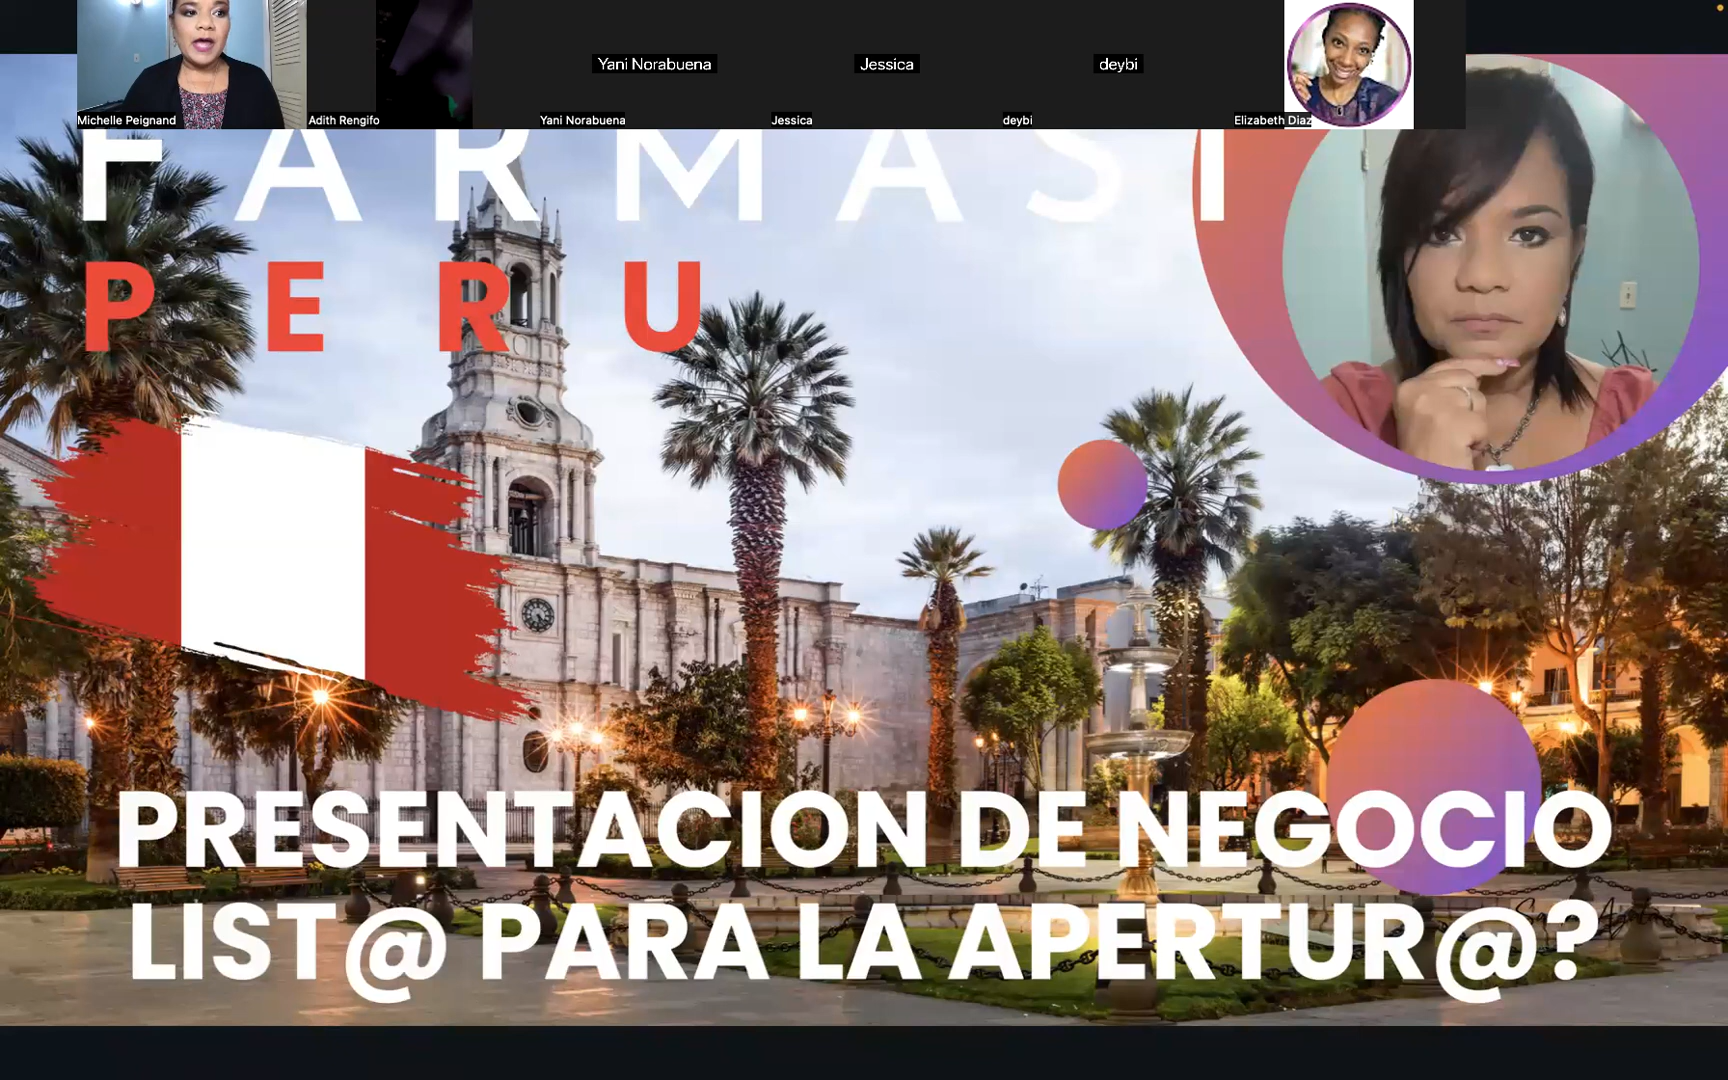 Yani Norabuena
Jessica
deybi
Michelle Peignand
Adith Rengifo
Yani Norabuena
Jessica
deybi
Elizabeth Diaz
FARMASI
PERU
PRESENTACION DE NEGOCIO
LIST@ PARA LA APERTUR@?